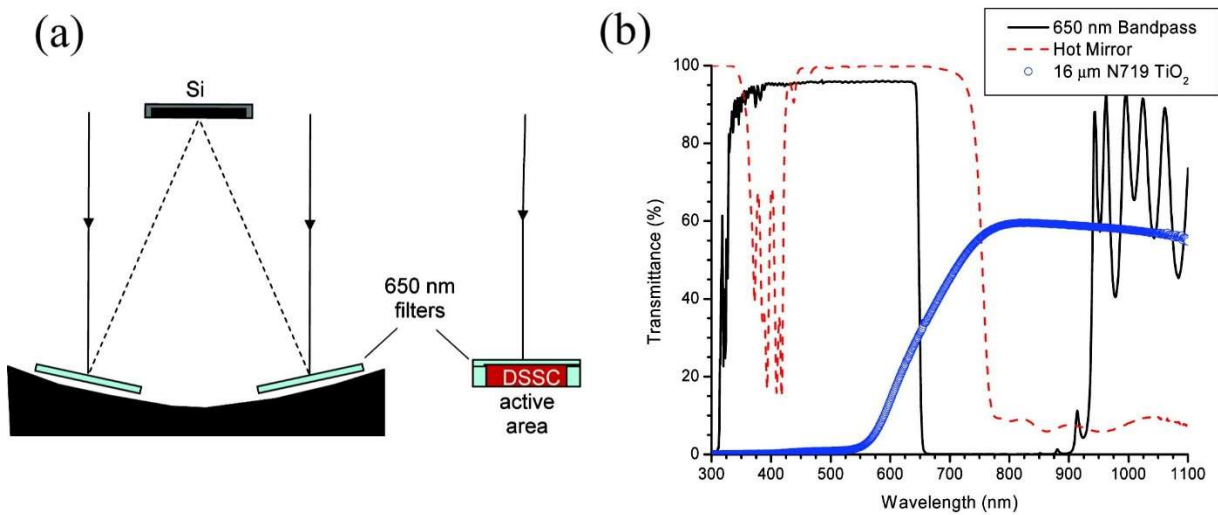 (a)
Si
650 nm
filters
DSSC
active
area
(b)
650 nm Bandpass
Hot Mirror
16 μm N719 TiO₂
Transmittance (%)
100
80
60
40
20
0
300 400 500 600 700 800 900 1000 1100
Wavelength (nm)